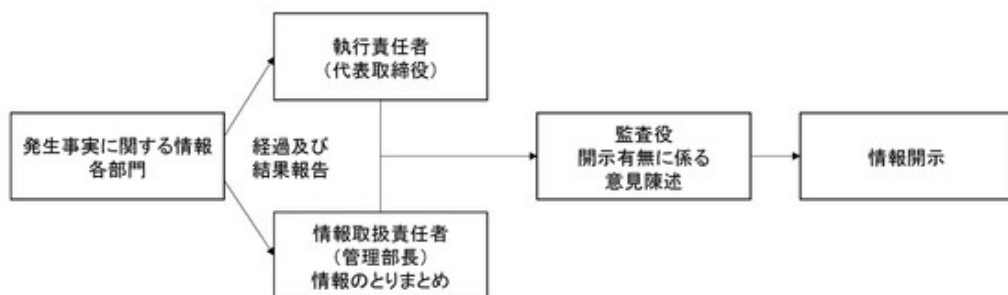 執行責任者
（代表取締役）
発生事実に関する情報
各部門
経過及び
結果報告
監査役
開示有無に係る
意見陳述
情報開示
情報取扱責任者
（管理部長）
情報のとりまとめ